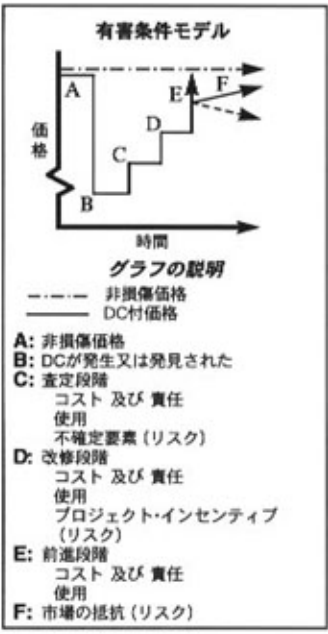 有害条件モデル
A
E
F
D
C
B
価格
時間
グラフの説明
非損傷価格
DC付価格
A: 非損傷価格
B: DCが発生又は発見された
C: 査定段階
コスト 及び 責任
使用
不確定要素 (リスク)
D: 改修段階
コスト 及び 責任
使用
プロジェクト・インセンティブ
(リスク)
E: 前進段階
コスト 及び 責任
使用
F: 市場の抵抗 (リスク)